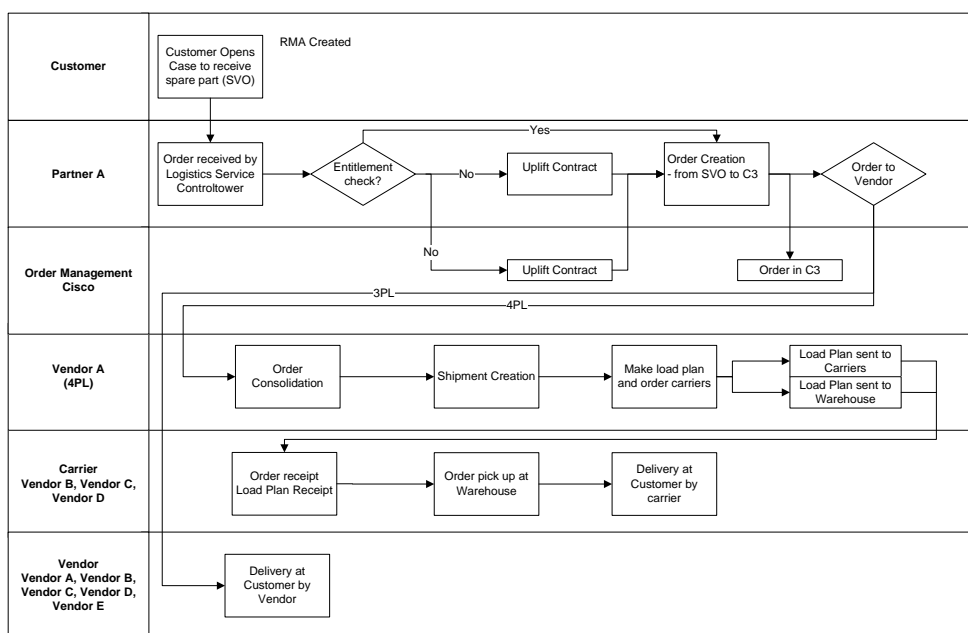 Customer
Customer Opens
Case to receive
spare part (SVO)
RMA Created
Partner A
Order received by
Logistics Service
Controltower
Entitlement
check?
Yes
No
Uplift Contract
Order Creation
- from SVO to C3
Order to
Vendor
Order Management
Cisco
No
Uplift Contract
Order in C3
3PL
4PL
Vendor A
(4PL)
Order
Consolidation
Shipment Creation
Make load plan
and order carriers
Load Plan sent to
Carriers
Load Plan sent to
Warehouse
Carrier
Vendor B, Vendor C,
Vendor D
Order receipt
Load Plan Receipt
Order pick up at
Warehouse
Delivery at
Customer by
carrier
Vendor
Vendor A, Vendor B,
Vendor C, Vendor D,
Vendor E
Delivery at
Customer by
Vendor